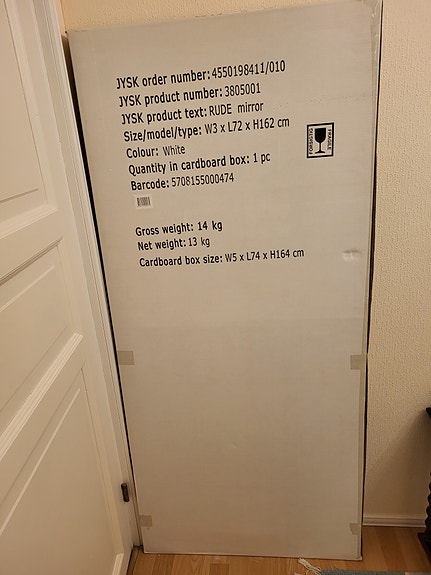 JYSK order number: 4550198411/010
JYSK product number: 3805001
JYSK product text: RUDE mirror
Size/model/type: W3 x L72 x H162 cm
Colour: White
Quantity in cardboard box: 1 pc
Barcode: 5708155000474
FRAGILE
Gross weight: 14 kg
Net weight: 13 kg
Cardboard box size: W5 x L74 x H164 cm